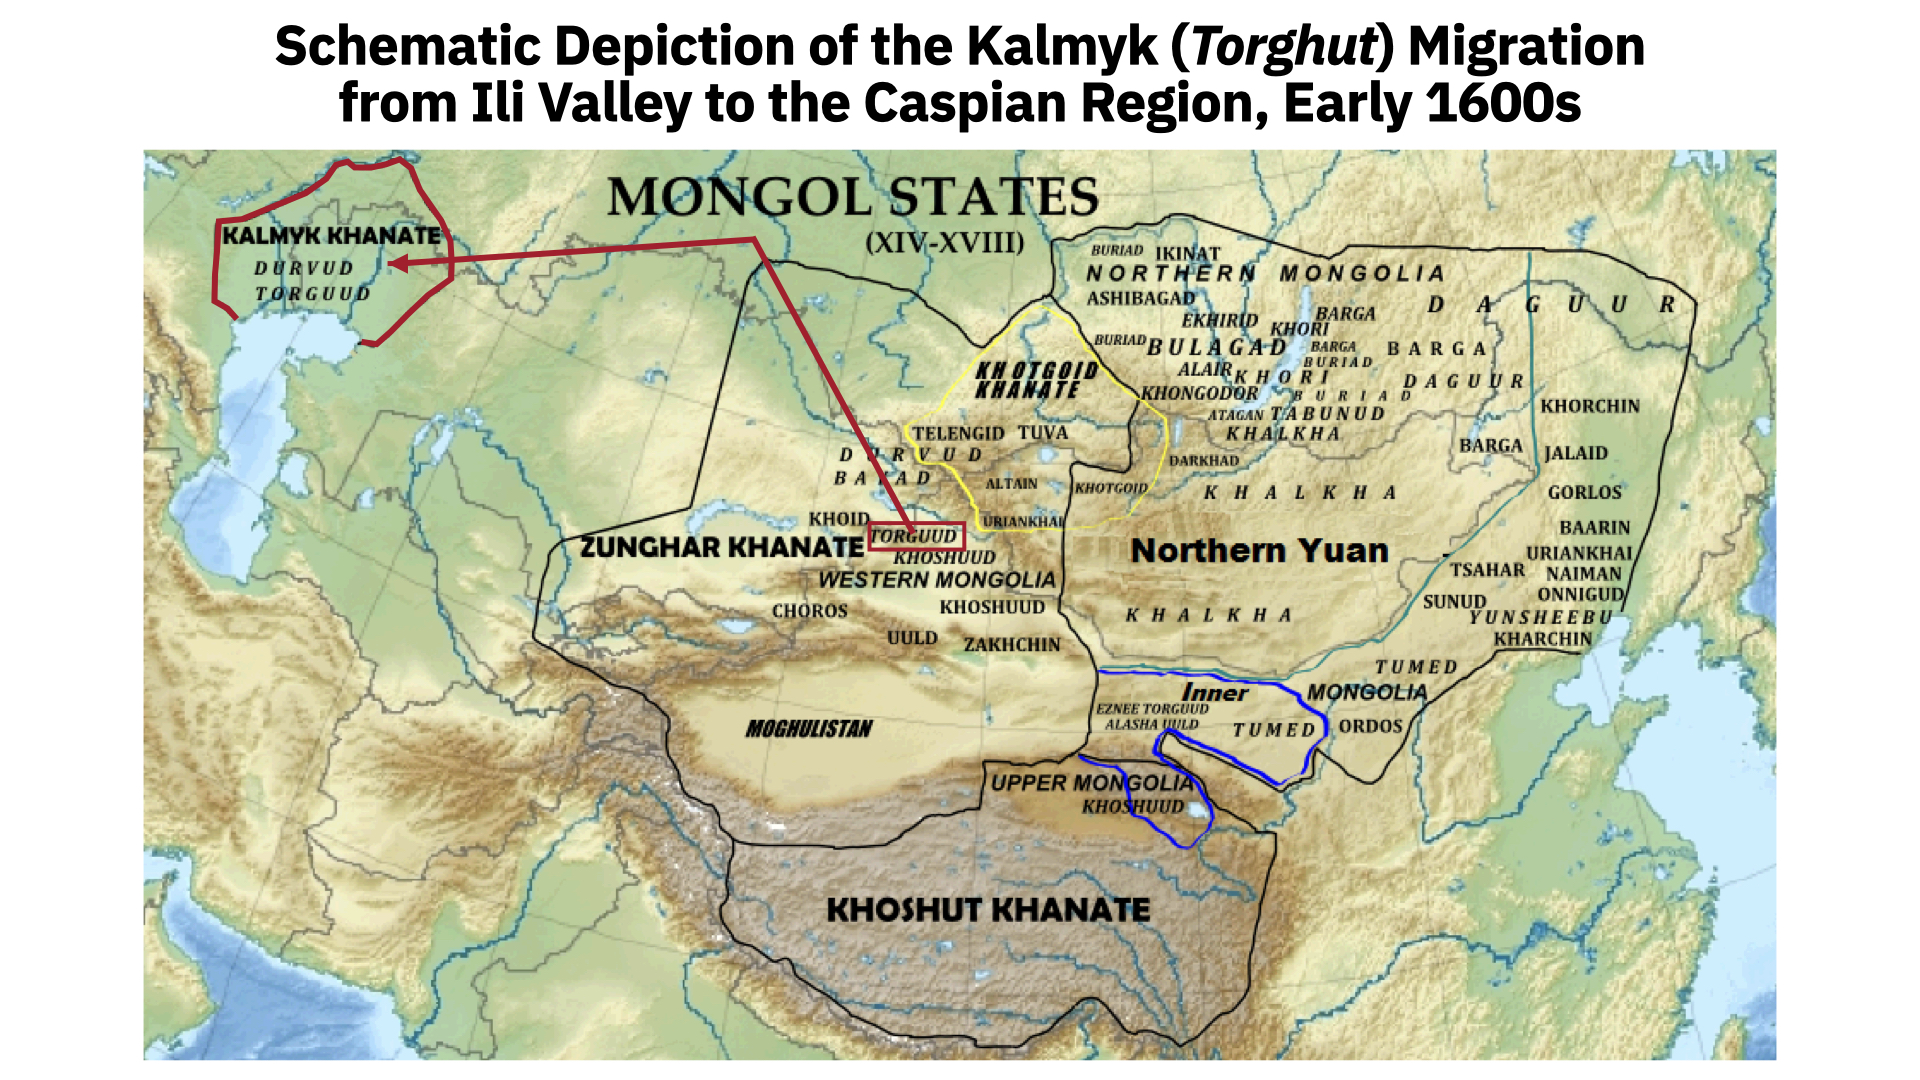 Schematic Depiction of the Kalmyk (Torghut) Migration
from Ili Valley to the Caspian Region, Early 1600s
MONGOL STATES
(XIV-XVIII)
KALMYK KHANATE
DURVUD
TORGUUD
BURIAD IKINAT
NORTHERN MONGOLIA
ASHIBAGAD
DAGUUR
EKHIRID
BARGA
KHORI
BURIAD
BULAGAD
BARGA
BARGA
BURIAD
ALAIR
KHORI
DAGUUR
KHONGODOR
BURIAD
ATAGAN TABUNUD
KHORCHIN
KHALKHA
BARGA
JALAID
DARKHAD
KHALKHA
GORLOS
KHOTGOID
KHANATE
TELENGID TUVA
DURVUD
BAYAD
ALTAIN
KHOTGOID
KHOID
URIANKHAI
TORGUUD
ZUNGHAR KHANATE
KHOSHUUD
WESTERN MONGOLIA
CHOROS
KHOSHUUD
UULD
ZAKHCHIN
Northern Yuan
BAARIN
URIANKHAI
TSAHAR
NAIMAN
ONNIGUD
SUNUD
YUNSHEEBU
KHALKHA
KHARCHIN
TUMED
Inner
MONGOLIA
EZNEE TORGUUD
ALASHA UULD
TUMED
ORDOS
MOGHULISTAN
UPPER MONGOLIA
KHOSHUUD
KHOSHUT KHANATE